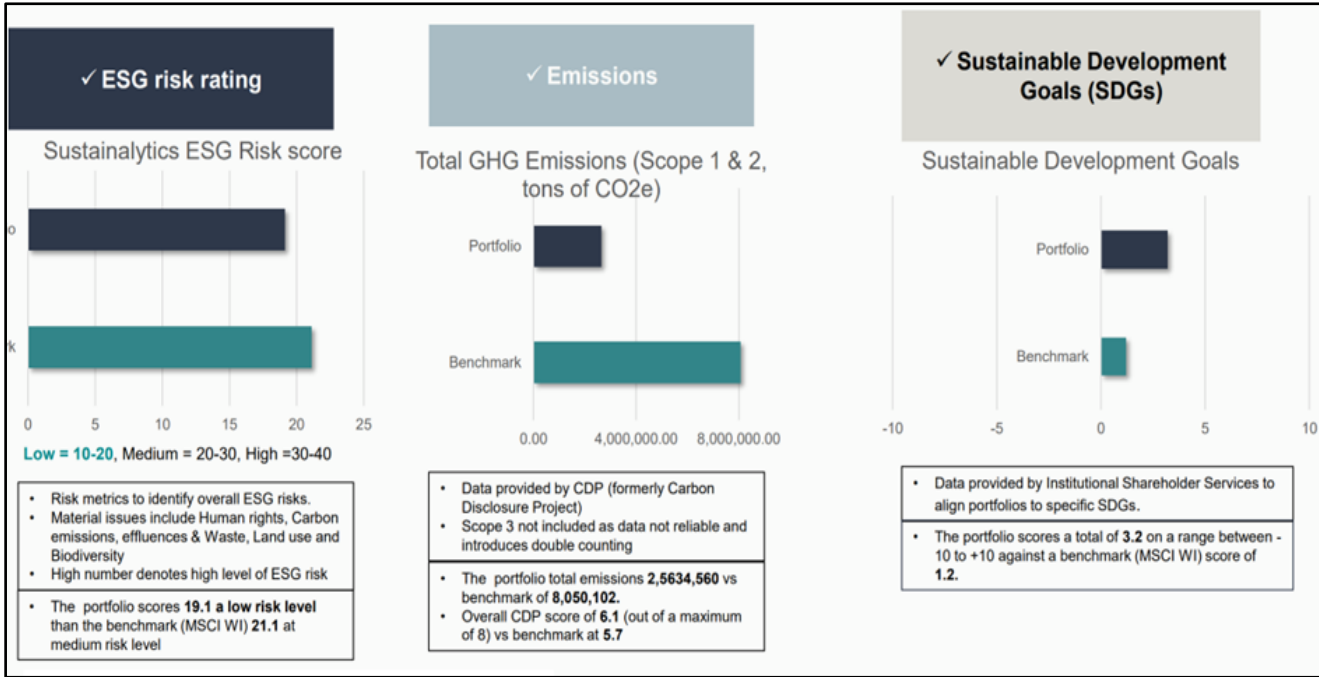 ✓ ESG risk rating
Sustainalytics ESG Risk score
o
rk
0 5 10 15 20 25
Low = 10-20, Medium = 20-30, High =30-40
• Risk metrics to identify overall ESG risks.
• Material issues include Human rights, Carbon
emissions, effluences & Waste, Land use and
Biodiversity
• High number denotes high level of ESG risk
• The portfolio scores 19.1 a low risk level
than the benchmark (MSCI WI) 21.1 at
medium risk level
✓ Emissions
Total GHG Emissions (Scope 1 & 2,
tons of CO2e)
Portfolio
Benchmark
0.00 4,000,000.00 8,000,000.00
• Data provided by CDP (formerly Carbon
Disclosure Project)
• Scope 3 not included as data not reliable and
introduces double counting
• The portfolio total emissions 2,5634,560 vs
benchmark of 8,050,102.
• Overall CDP score of 6.1 (out of a maximum
of 8) vs benchmark at 5.7
✓ Sustainable Development
Goals (SDGs)
Sustainable Development Goals
Portfolio
Benchmark
-10 -5 0 5 10
• Data provided by Institutional Shareholder Services to
align portfolios to specific SDGs.
• The portfolio scores a total of 3.2 on a range between -
10 to +10 against a benchmark (MSCI WI) score of
1.2.